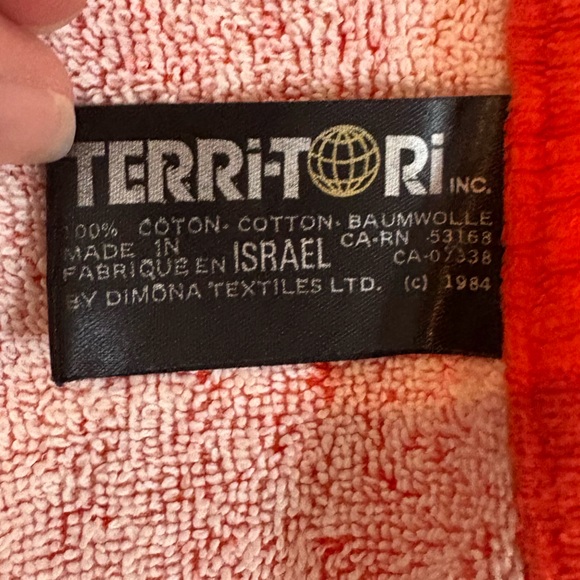 TERRi-TORi INC.
100% COTON- COTTON- BAUMWOLLE
MADE IN
FABRIQUE EN ISRAEL CA-RN 53168
CA-07338
BY DIMONA TEXTILES LTD. (c) 1984